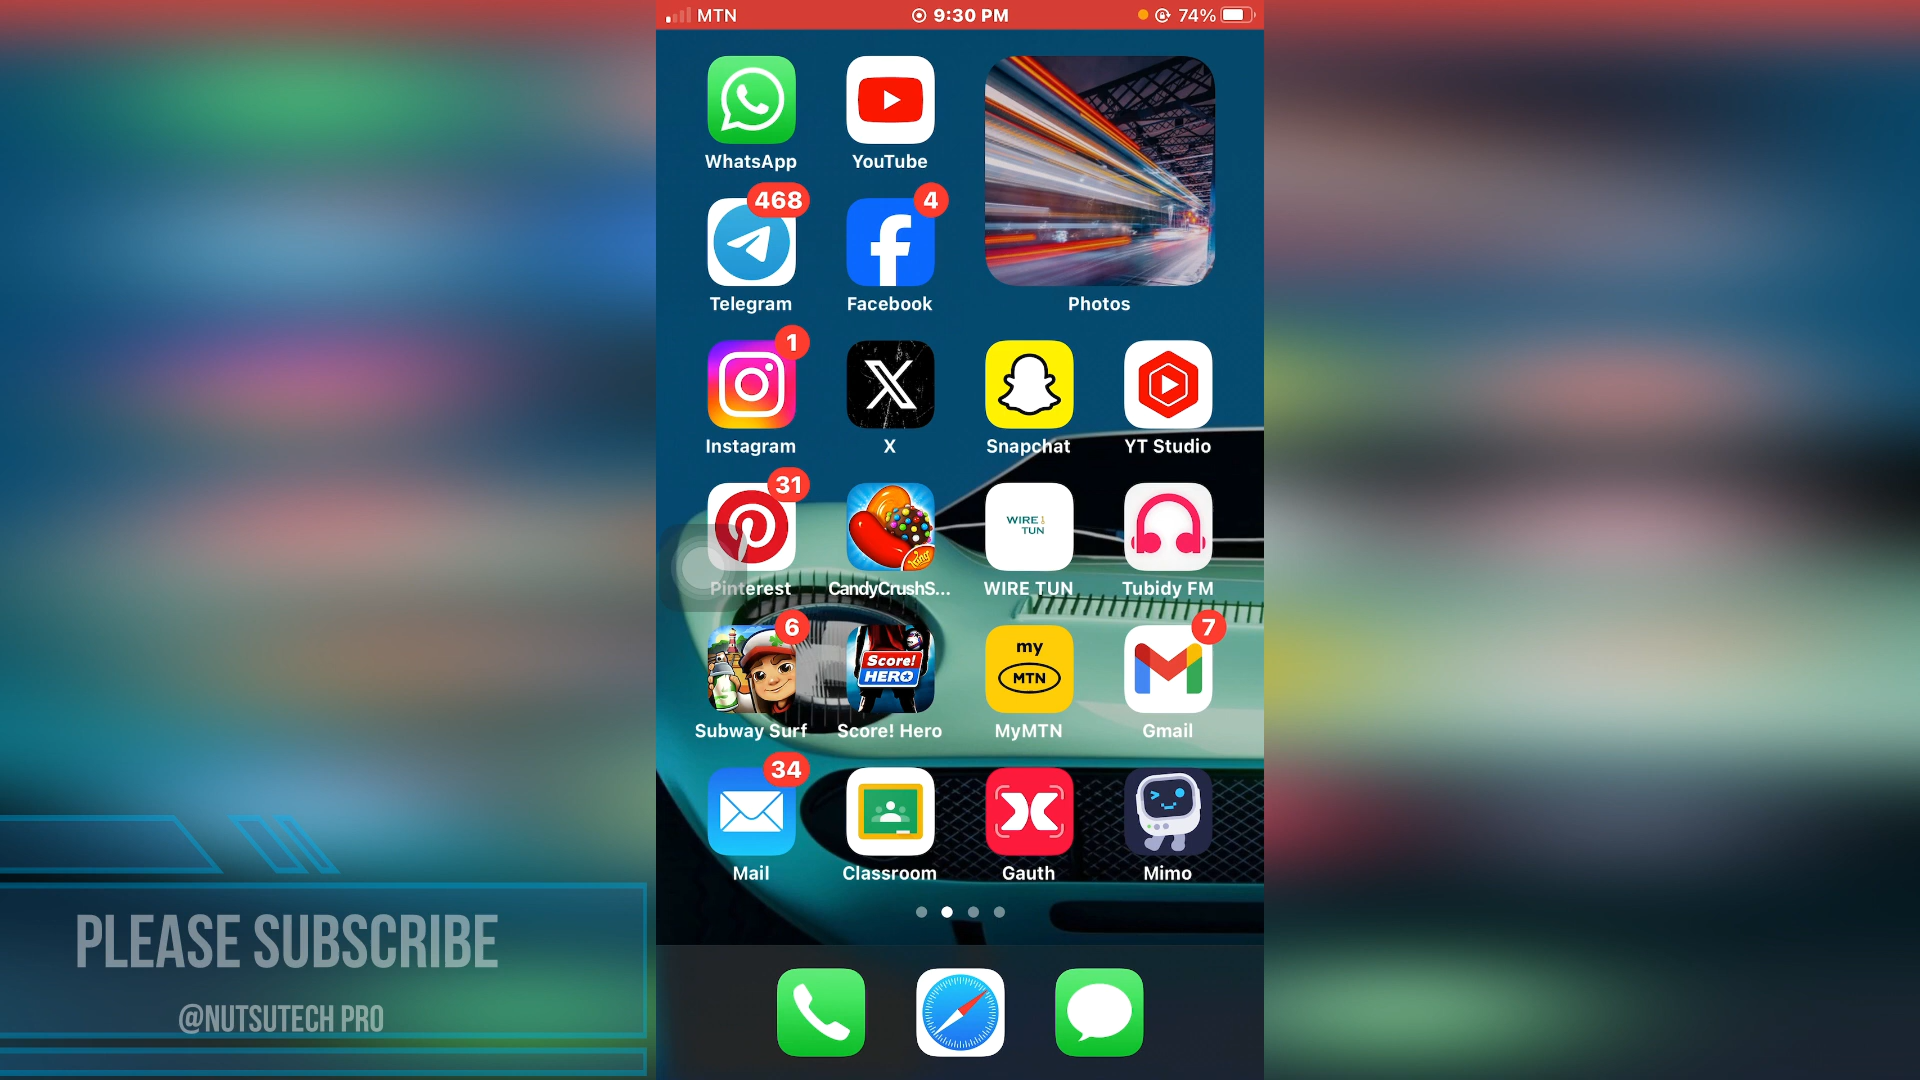 MTN 9:30 PM 74%
WhatsApp YouTube
468 4
Telegram Facebook Photos
1
Instagram X Snapchat YT Studio
31
King
WIRE TUN
Pinterest CandyCrushS... WIRE TUN Tubidy FM
6 7
Score! HERO
my MTN
Subway Surf Score! Hero MyMTN Gmail
34
Mail Classroom Gauth Mimo
PLEASE SUBSCRIBE
@NUTSUTECH PRO